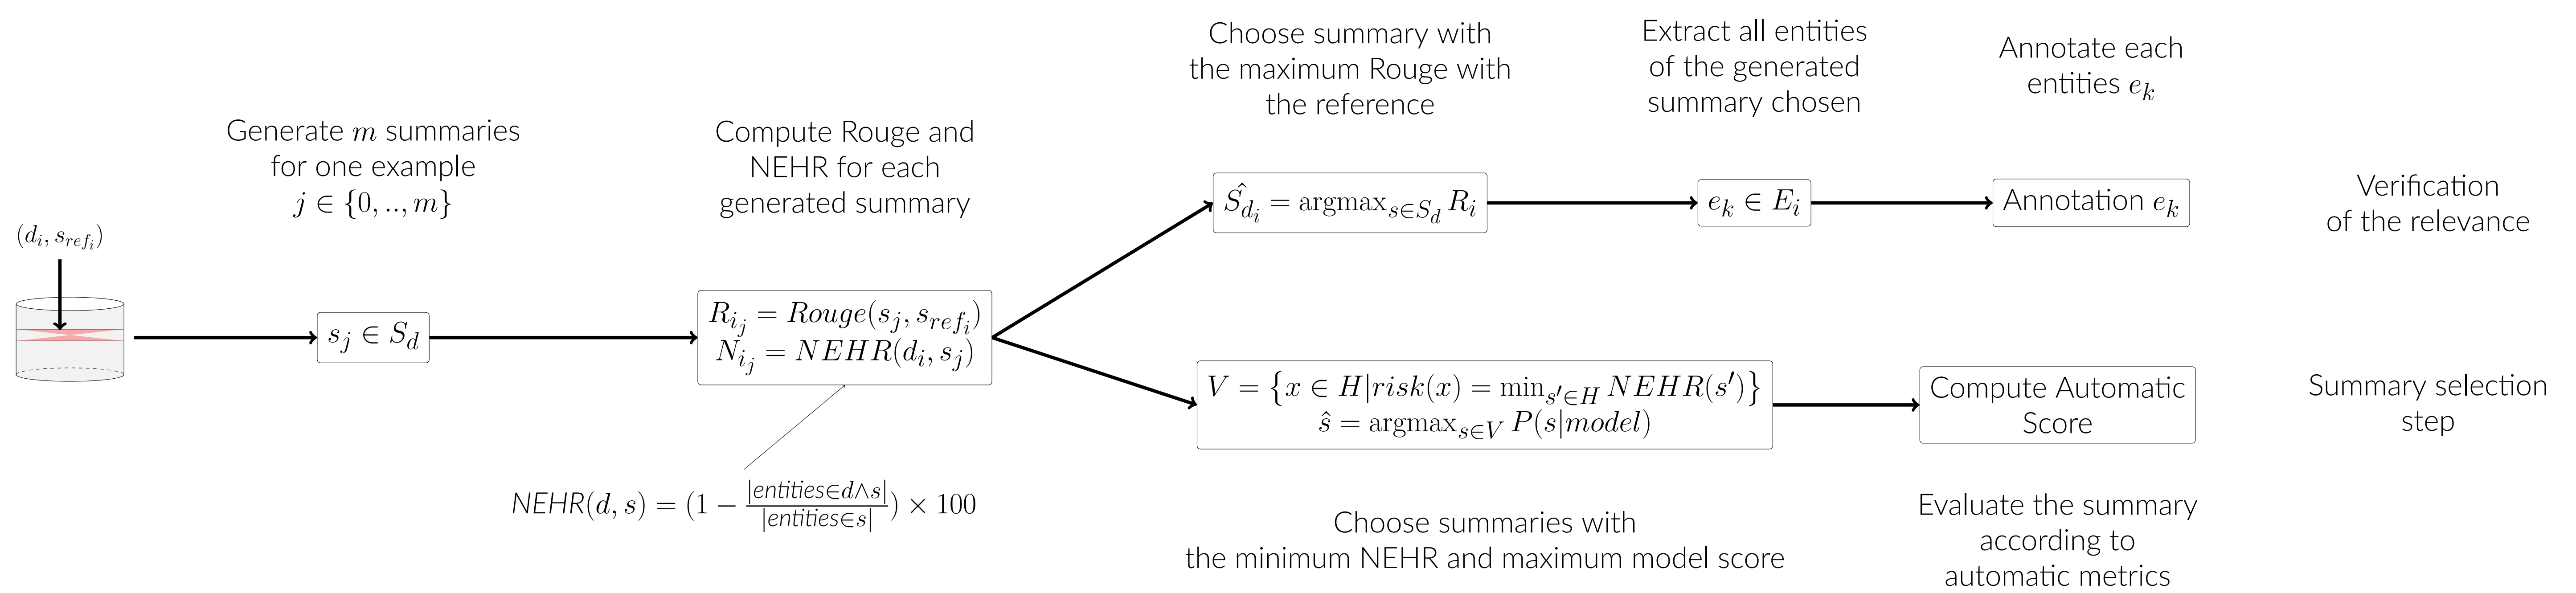 (d_i, s_{ref_i})
Generate m summaries
for one example
j ∈ {0, .., m}
s_j ∈ S_d
Compute Rouge and
NEHR for each
generated summary
R_{i_j} = Rouge(s_j, s_{ref_i})
N_{i_j} = NEHR(d_i, s_j)
NEHR(d, s) = (1 − |entities∈d∧s| / |entities∈s|) × 100
Choose summary with
the maximum Rouge with
the reference
\hat{S_{d_i}} = argmax_{s∈S_d} R_i
Extract all entities
of the generated
summary chosen
e_k ∈ E_i
Annotate each
entities e_k
Annotation e_k
Verification
of the relevance
V = {x ∈ H|risk(x) = min_{s′∈H} NEHR(s′)}
ŝ = argmax_{s∈V} P(s|model)
Choose summaries with
the minimum NEHR and maximum model score
Compute Automatic
Score
Evaluate the summary
according to
automatic metrics
Summary selection
step